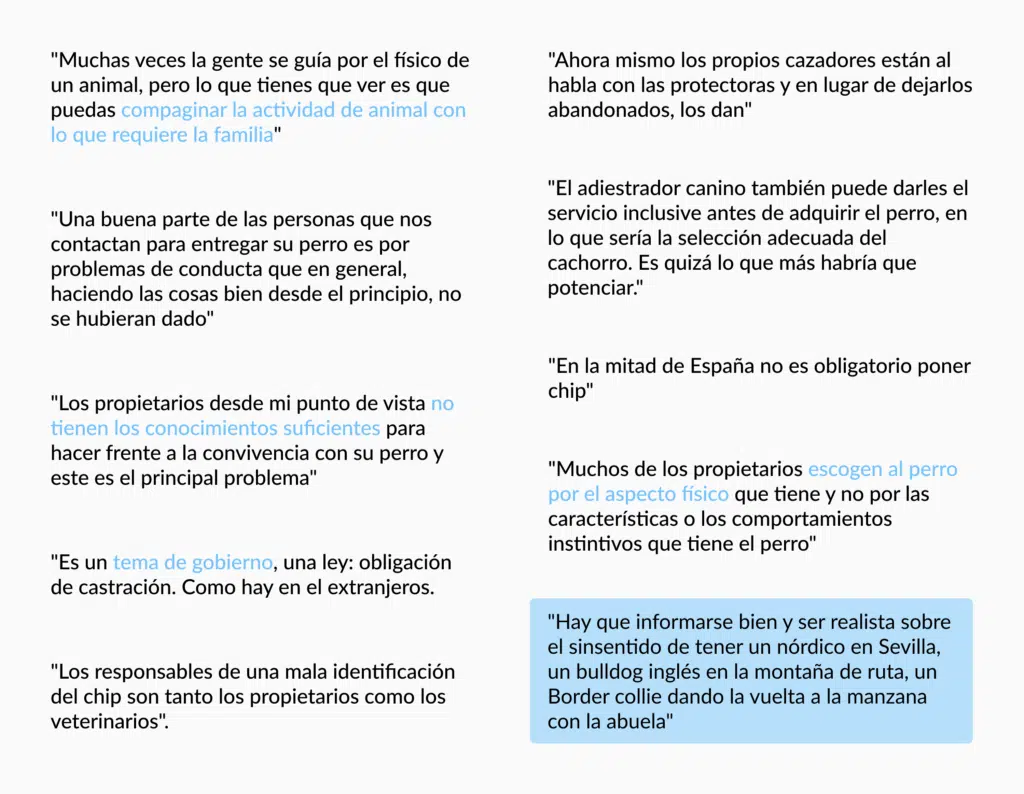 "Muchas veces la gente se guía por el físico de
un animal, pero lo que tienes que ver es que
puedas compaginar la actividad de animal con
lo que requiere la familia"
"Una buena parte de las personas que nos
contactan para entregar su perro es por
problemas de conducta que en general,
haciendo las cosas bien desde el principio, no
se hubieran dado"
"Los propietarios desde mi punto de vista no
tienen los conocimientos suficientes para
hacer frente a la convivencia con su perro y
este es el principal problema"
"Es un tema de gobierno, una ley: obligación
de castración. Como hay en el extranjeros.
"Los responsables de una mala identificación
del chip son tanto los propietarios como los
veterinarios".
"Ahora mismo los propios cazadores están al
habla con las protectoras y en lugar de dejarlos
abandonados, los dan"
"El adiestrador canino también puede darles el
servicio inclusive antes de adquirir el perro, en
lo que sería la selección adecuada del
cachorro. Es quizá lo que más habría que
potenciar."
"En la mitad de España no es obligatorio poner
chip"
"Muchos de los propietarios escogen al perro
por el aspecto físico que tiene y no por las
características o los comportamientos
instintivos que tiene el perro"
"Hay que informarse bien y ser realista sobre
el sinsentido de tener un nórdico en Sevilla,
un bulldog inglés en la montaña de ruta, un
Border collie dando la vuelta a la manzana
con la abuela"